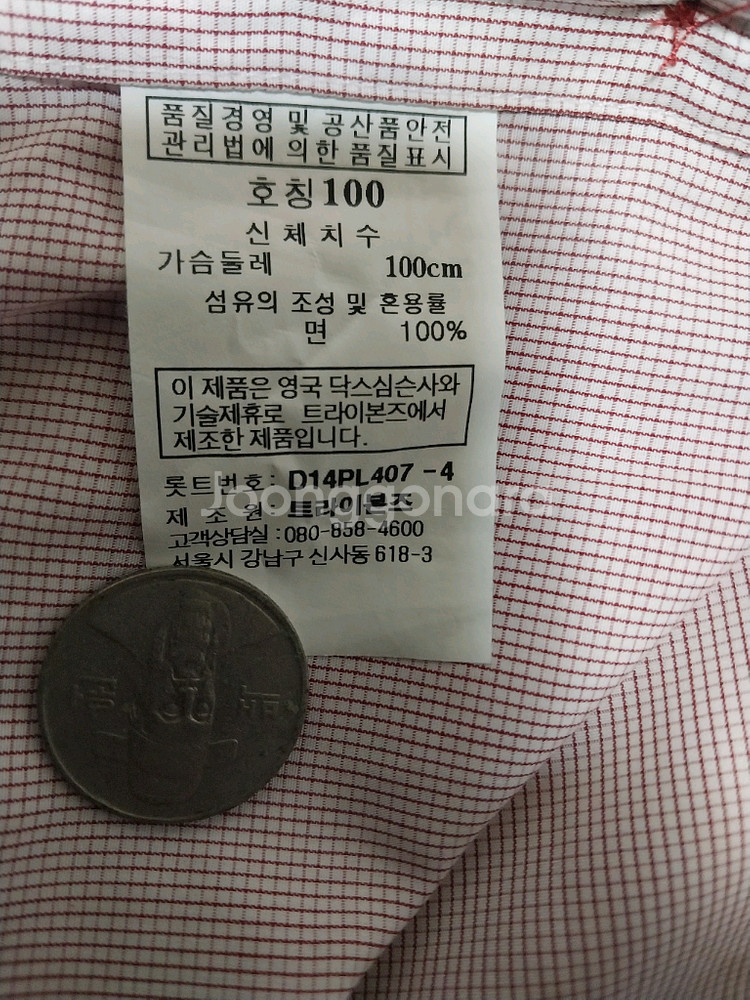 품질경영 및 공산품안전
관리법에 의한 품질표시
호칭100
신체치수
가슴둘레 100cm
섬유의 조성 및 혼용률
면 100%
이 제품은 영국 닥스심슨사와
기술제휴로 트라이본즈에서
제조한 제품입니다.
롯트번호: D14PL407 -4
제 조 원: 트라이본즈
고객상담실:080-858-4600
서울시 강남구 신사동 618-3
Joonggonara